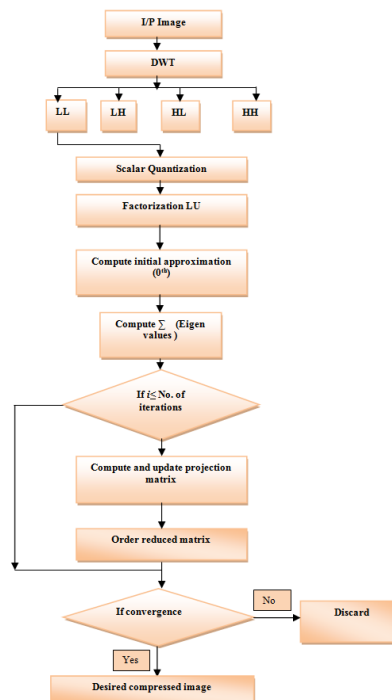 I/P Image
DWT
LL
LH
HL
HH
Scalar Quantization
Factorization LU
Compute initial approximation
(0th)
Compute ∑ (Eigen
values )
If i≤ No. of
iterations
Compute and update projection
matrix
Order reduced matrix
If convergence
No
Discard
Yes
Desired compressed image